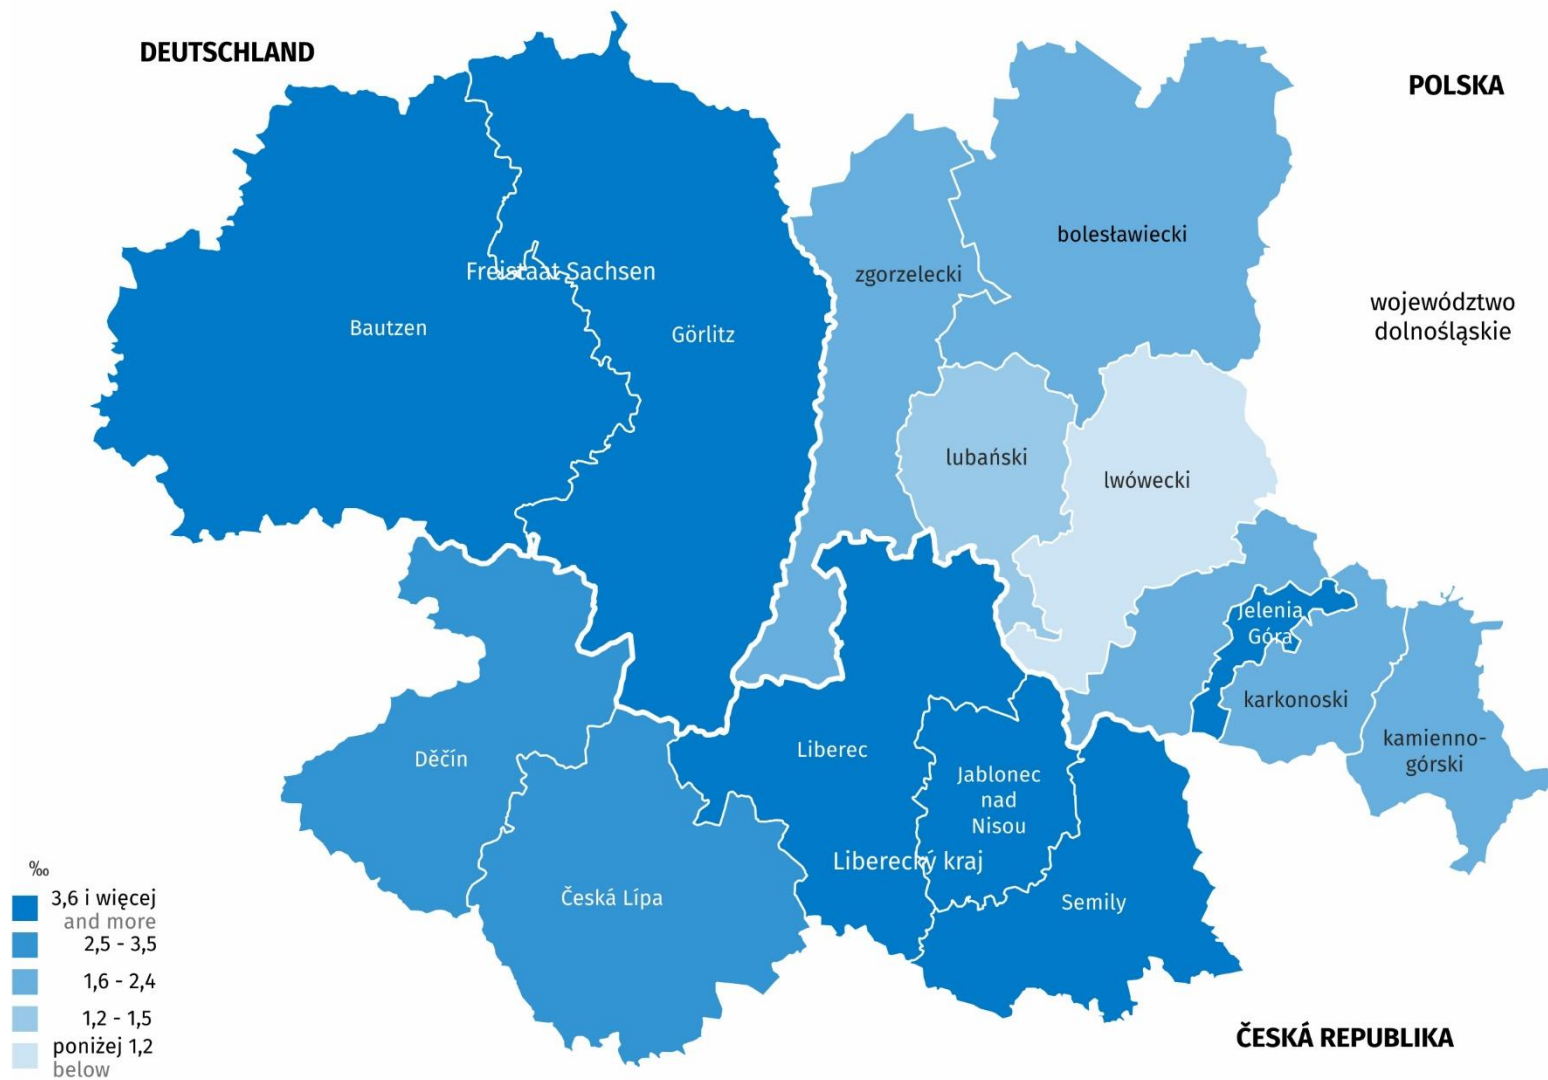 DEUTSCHLAND
POLSKA
bolesławiecki
zgorzelecki
Freistaat Sachsen
województwo
dolnośląskie
Bautzen
Görlitz
lubański
lwówecki
Jelenia
Góra
karkonoski
kamienno-
górski
Děčín
Liberec
Jablonec
nad
Nisou
Liberecký kraj
Česká Lípa
Semily
‰
3,6 i więcej
and more
2,5 - 3,5
1,6 - 2,4
1,2 - 1,5
poniżej 1,2
below
ČESKÁ REPUBLIKA